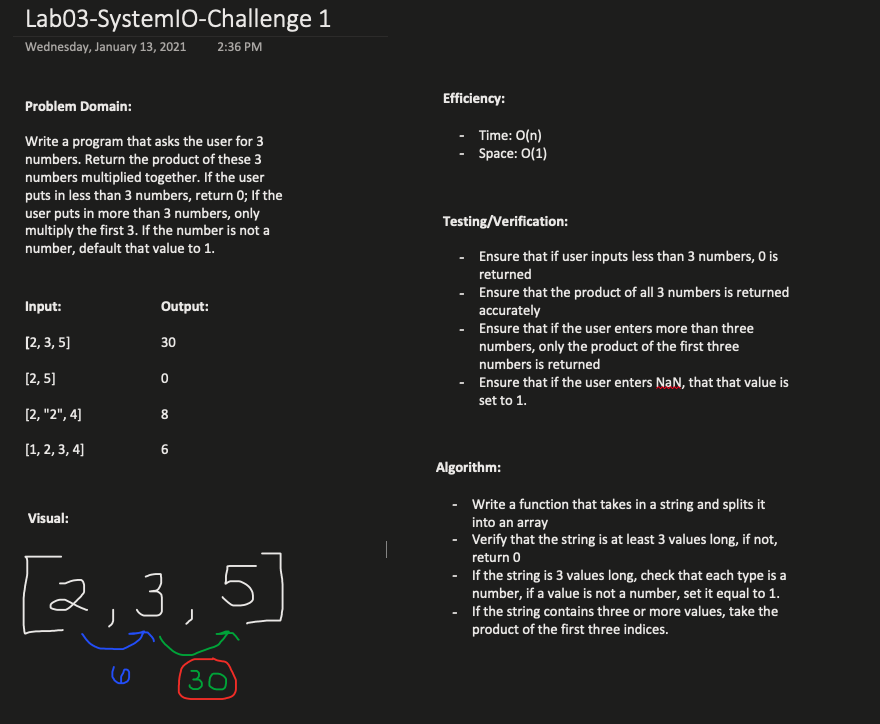 Lab03-SystemIO-Challenge 1
Wednesday, January 13, 2021 2:36 PM
Problem Domain:
Write a program that asks the user for 3
numbers. Return the product of these 3
numbers multiplied together. If the user
puts in less than 3 numbers, return 0; If the
user puts in more than 3 numbers, only
multiply the first 3. If the number is not a
number, default that value to 1.
Input: Output:
[2, 3, 5] 30
[2, 5] 0
[2, "2", 4] 8
[1, 2, 3, 4] 6
Visual:
[2, 3, 5]
6 30
Efficiency:
- Time: O(n)
- Space: O(1)
Testing/Verification:
- Ensure that if user inputs less than 3 numbers, 0 is
returned
- Ensure that the product of all 3 numbers is returned
accurately
- Ensure that if the user enters more than three
numbers, only the product of the first three
numbers is returned
- Ensure that if the user enters NaN, that that value is
set to 1.
Algorithm:
- Write a function that takes in a string and splits it
into an array
- Verify that the string is at least 3 values long, if not,
return 0
- If the string is 3 values long, check that each type is a
number, if a value is not a number, set it equal to 1.
- If the string contains three or more values, take the
product of the first three indices.